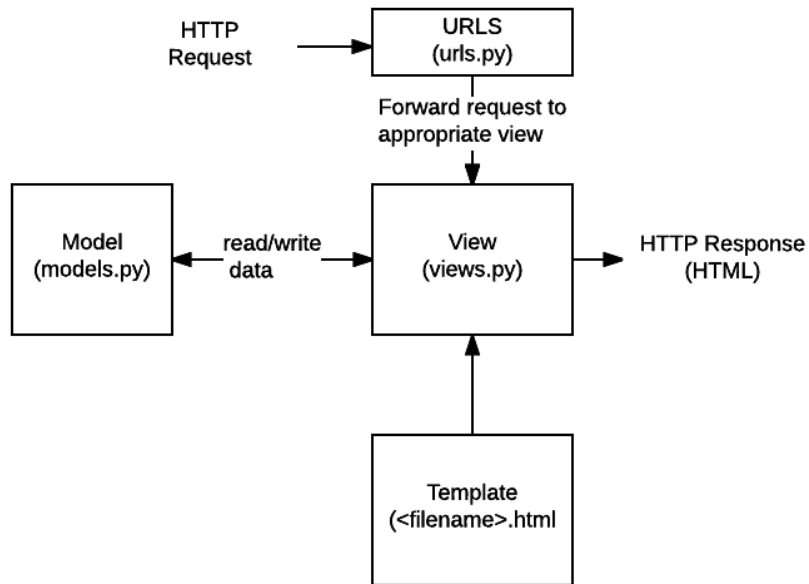 HTTP
Request
URLS
(urls.py)
Forward request to
appropriate view
Model
(models.py)
read/write
data
View
(views.py)
HTTP Response
(HTML)
Template
(<filename>.html